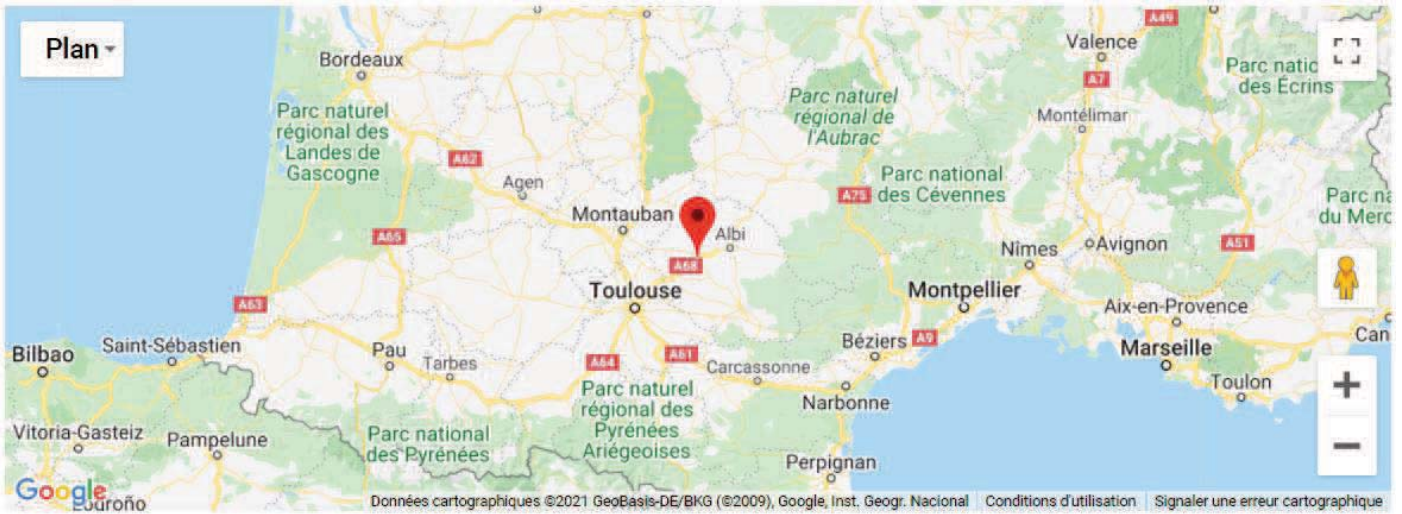 Plan
A49
Valence
Bordeaux
Parc natio
des Écrins
A7
Parc naturel
régional de
l'Aubrac
Parc naturel
régional des
Landes de
Gascogne
Montélimar
A62
Agen
Parc national
des Cévennes
A75
Parc na
du Merc
Montauban
Albi
A65
Nîmes
Avignon
A51
A68
Toulouse
Montpellier
A63
Aix-en-Provence
Bilbao
Saint-Sébastien
Pau
Tarbes
A64
A61
Carcassonne
Béziers
A9
Marseille
Can
Toulon
Parc naturel
régional des
Pyrénées
Ariégeoises
Narbonne
Vitoria-Gasteiz
Pampelune
Parc national
des Pyrénées
Perpignan
Google
Logroño
Données cartographiques ©2021 GeoBasis-DE/BKG (©2009), Google, Inst. Geogr. Nacional
Conditions d'utilisation
Signaler une erreur cartographique